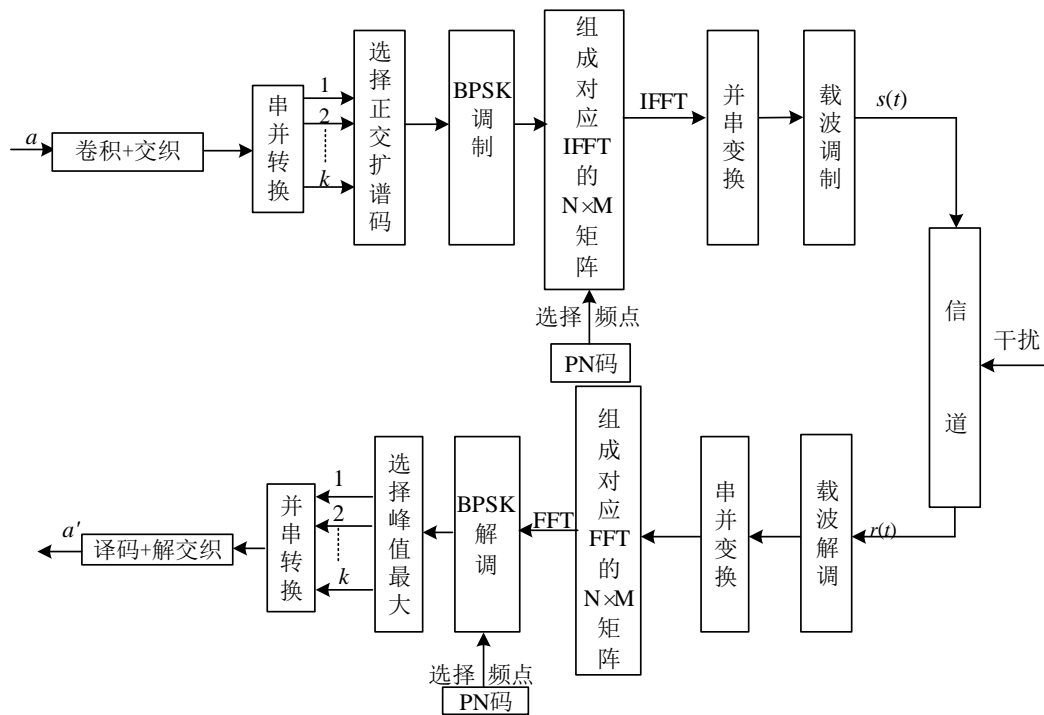 a
卷积+交织
串并转换
1
2
k
选择正交扩谱码
BPSK调制
组成对应IFFT的N×M矩阵
选择 频点
PN码
IFFT
并串变换
载波调制
s(t)
信道
干扰
r(t)
载波解调
串并变换
组成对应FFT的N×M矩阵
FFT
BPSK解调
选择 频点
PN码
选择峰值最大
1
2
k
并串转换
译码+解交织
a'